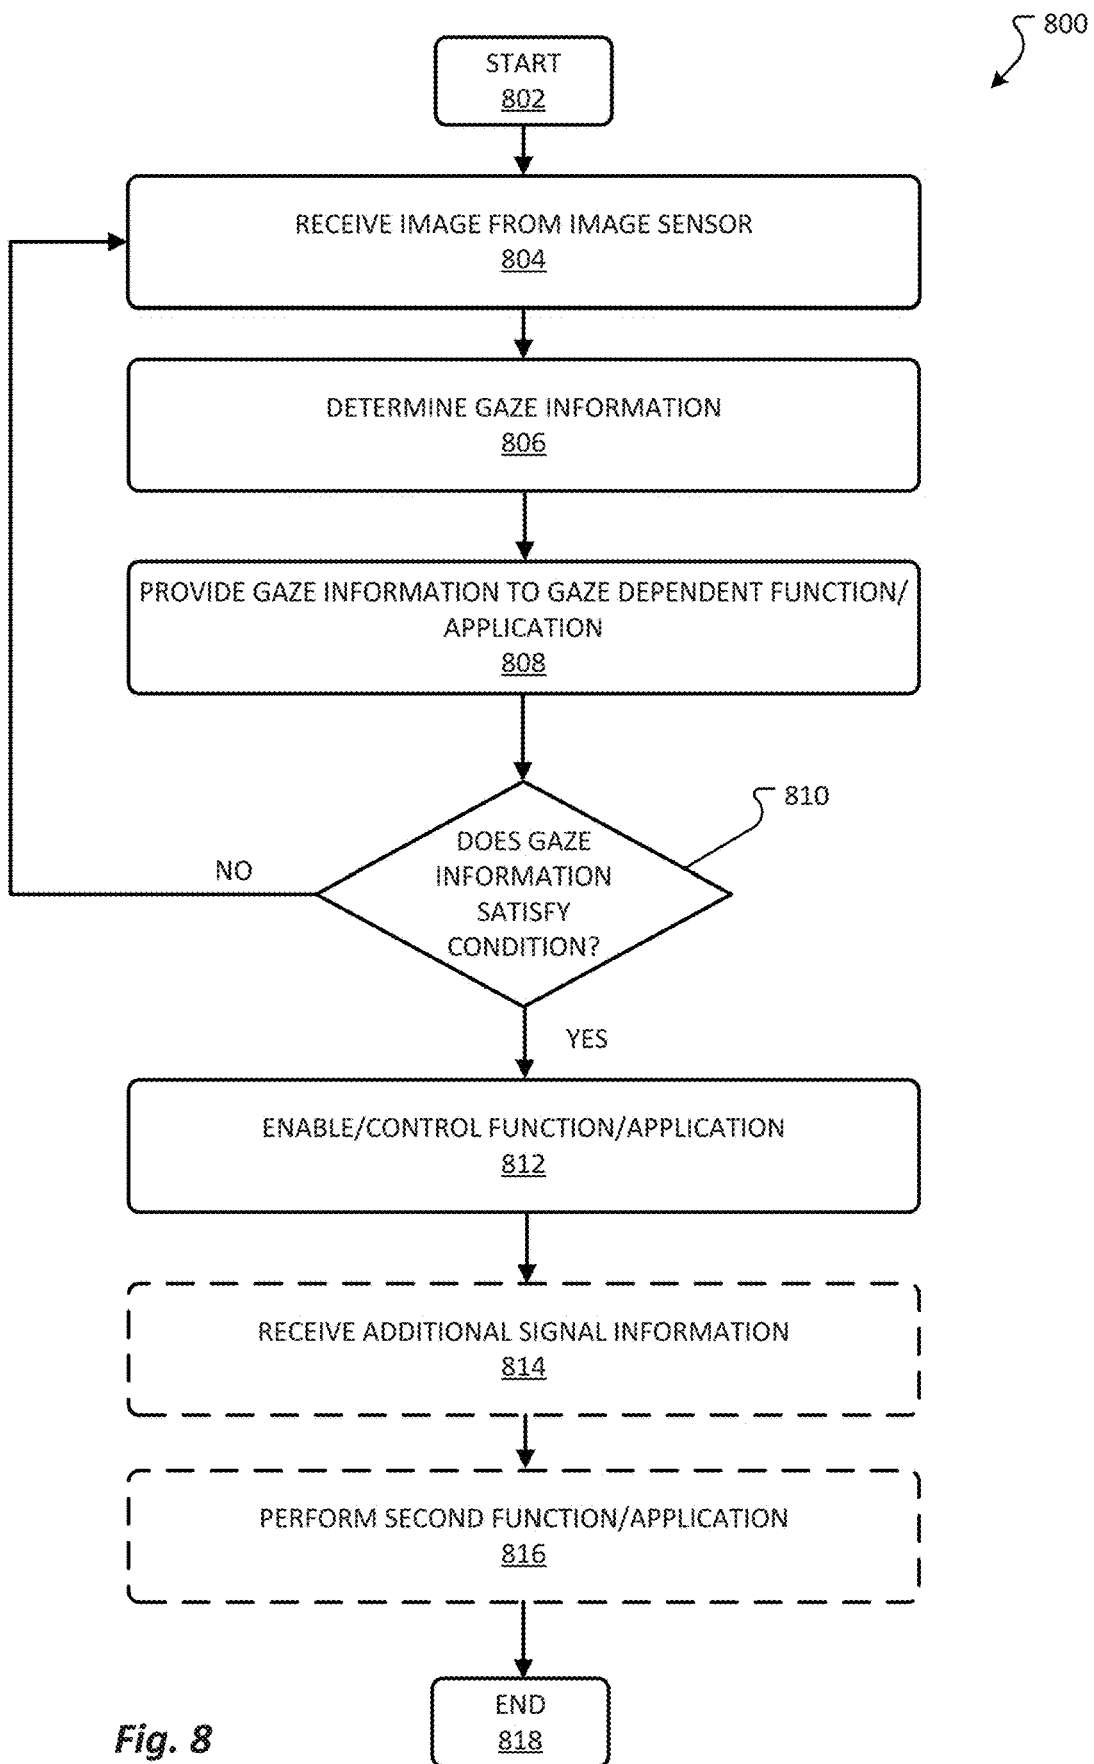 800
START
802
RECEIVE IMAGE FROM IMAGE SENSOR
804
DETERMINE GAZE INFORMATION
806
PROVIDE GAZE INFORMATION TO GAZE DEPENDENT FUNCTION/
APPLICATION
808
810
DOES GAZE
INFORMATION
SATISFY
CONDITION?
NO
YES
ENABLE/CONTROL FUNCTION/APPLICATION
812
RECEIVE ADDITIONAL SIGNAL INFORMATION
814
PERFORM SECOND FUNCTION/APPLICATION
816
END
818
Fig. 8